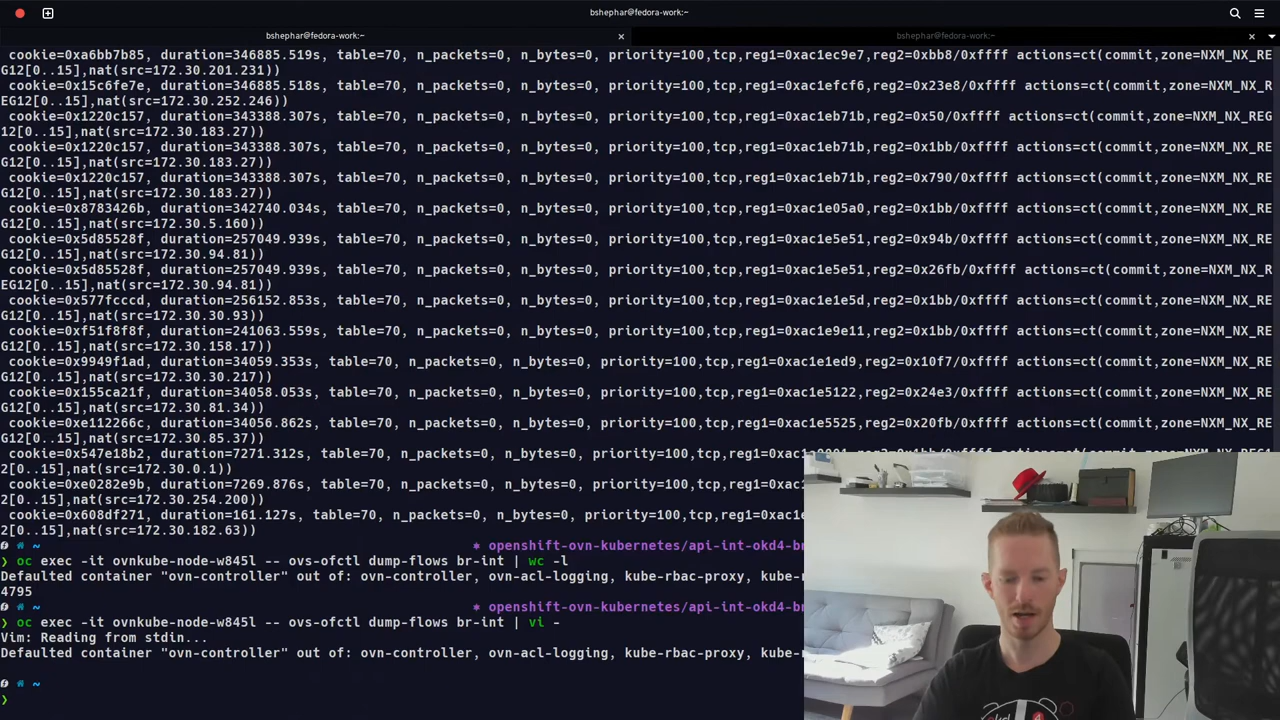 bshephar@fedora-work:~
bshephar@fedora-work:~
bshephar@fedora-work:~
cookie=0xa6bb7b85, duration=346885.519s, table=70, n_packets=0, n_bytes=0, priority=100,tcp,reg1=0xac1ec9e7,reg2=0xbb8/0xffff actions=ct(commit,zone=NXM_NX_RE
G12[0..15],nat(src=172.30.201.231))
cookie=0x15c6fe7e, duration=346885.518s, table=70, n_packets=0, n_bytes=0, priority=100,tcp,reg1=0xac1efcf6,reg2=0x23e8/0xffff actions=ct(commit,zone=NXM_NX_R
EG12[0..15],nat(src=172.30.252.246))
cookie=0x1220c157, duration=343388.307s, table=70, n_packets=0, n_bytes=0, priority=100,tcp,reg1=0xac1eb71b,reg2=0x50/0xffff actions=ct(commit,zone=NXM_NX_REG
12[0..15],nat(src=172.30.183.27))
cookie=0x1220c157, duration=343388.307s, table=70, n_packets=0, n_bytes=0, priority=100,tcp,reg1=0xac1eb71b,reg2=0x1bb/0xffff actions=ct(commit,zone=NXM_NX_RE
G12[0..15],nat(src=172.30.183.27))
cookie=0x1220c157, duration=343388.307s, table=70, n_packets=0, n_bytes=0, priority=100,tcp,reg1=0xac1eb71b,reg2=0x790/0xffff actions=ct(commit,zone=NXM_NX_RE
G12[0..15],nat(src=172.30.183.27))
cookie=0x8783426b, duration=342740.034s, table=70, n_packets=0, n_bytes=0, priority=100,tcp,reg1=0xac1e05a0,reg2=0x1bb/0xffff actions=ct(commit,zone=NXM_NX_RE
G12[0..15],nat(src=172.30.5.160))
cookie=0x5d85528f, duration=257049.939s, table=70, n_packets=0, n_bytes=0, priority=100,tcp,reg1=0xac1e5e51,reg2=0x94b/0xffff actions=ct(commit,zone=NXM_NX_RE
G12[0..15],nat(src=172.30.94.81))
cookie=0x5d85528f, duration=257049.939s, table=70, n_packets=0, n_bytes=0, priority=100,tcp,reg1=0xac1e5e51,reg2=0x26fb/0xffff actions=ct(commit,zone=NXM_NX_R
EG12[0..15],nat(src=172.30.94.81))
cookie=0x577fcccd, duration=256152.853s, table=70, n_packets=0, n_bytes=0, priority=100,tcp,reg1=0xac1e1e5d,reg2=0x1bb/0xffff actions=ct(commit,zone=NXM_NX_RE
G12[0..15],nat(src=172.30.30.93))
cookie=0xf51f8f8f, duration=241063.559s, table=70, n_packets=0, n_bytes=0, priority=100,tcp,reg1=0xac1e9e11,reg2=0x1bb/0xffff actions=ct(commit,zone=NXM_NX_RE
G12[0..15],nat(src=172.30.158.17))
cookie=0x9949f1ad, duration=34059.353s, table=70, n_packets=0, n_bytes=0, priority=100,tcp,reg1=0xac1e1ed9,reg2=0x10f7/0xffff actions=ct(commit,zone=NXM_NX_RE
G12[0..15],nat(src=172.30.30.217))
cookie=0x155ca21f, duration=34058.053s, table=70, n_packets=0, n_bytes=0, priority=100,tcp,reg1=0xac1e5122,reg2=0x24e3/0xffff actions=ct(commit,zone=NXM_NX_RE
G12[0..15],nat(src=172.30.81.34))
cookie=0xe112266c, duration=34056.862s, table=70, n_packets=0, n_bytes=0, priority=100,tcp,reg1=0xac1e5525,reg2=0x20fb/0xffff actions=ct(commit,zone=NXM_NX_RE
G12[0..15],nat(src=172.30.85.37))
cookie=0x547e18b2, duration=7271.312s, table=70, n_packets=0, n_bytes=0, priority=100,tcp,reg1=0xac1e0001,reg2=0x1bb/0xffff actions=ct(commit,zone=NXM_NX_REG1
2[0..15],nat(src=172.30.0.1))
cookie=0xe0282e9b, duration=7269.876s, table=70, n_packets=0, n_bytes=0, priority=100,tcp
2[0..15],nat(src=172.30.254.200))
cookie=0x608df271, duration=161.127s, table=70, n_packets=0, n_bytes=0, priority=100,tcp,
2[0..15],nat(src=172.30.182.63))
~ ⎈ openshift-ovn-kubernetes/api-int-okd4-br
❯ oc exec -it ovnkube-node-w845l -- ovs-ofctl dump-flows br-int | wc -l
Defaulted container "ovn-controller" out of: ovn-controller, ovn-acl-logging, kube-rbac-proxy, kube-r
4795
~ ⎈ openshift-ovn-kubernetes/api-int-okd4-br
❯ oc exec -it ovnkube-node-w845l -- ovs-ofctl dump-flows br-int | vi -
Vim: Reading from stdin...
Defaulted container "ovn-controller" out of: ovn-controller, ovn-acl-logging, kube-rbac-proxy, kube-r
~
❯